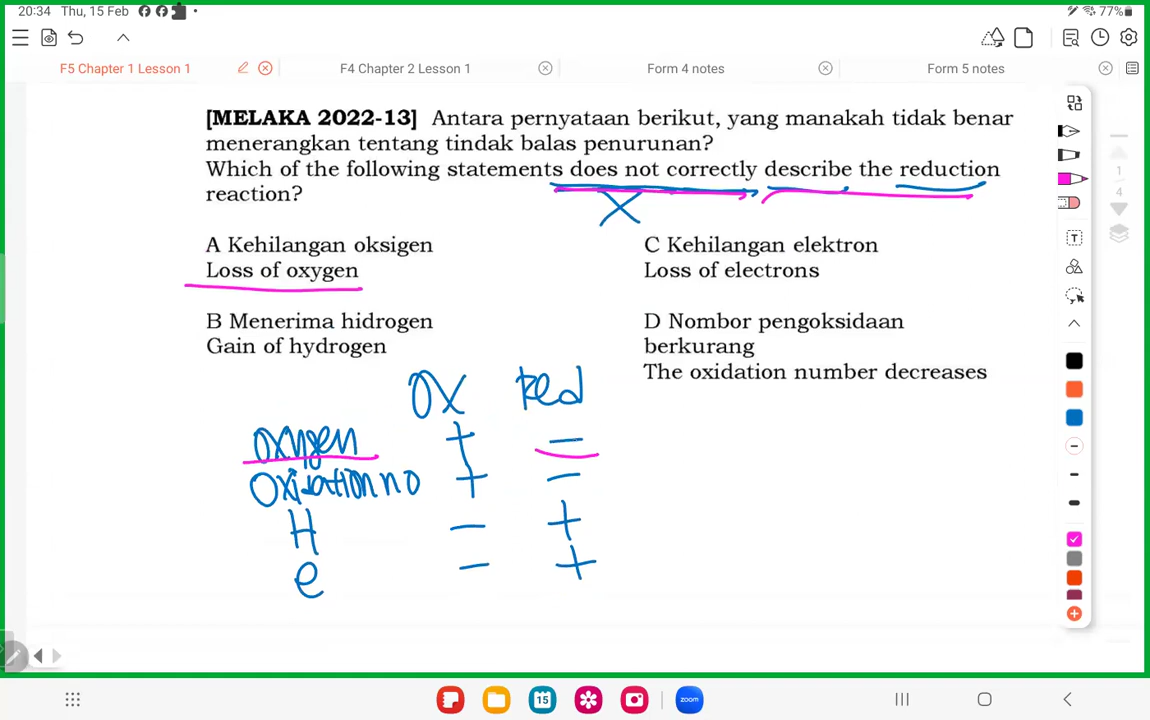 20:34 Thu, 15 Feb 77%
F5 Chapter 1 Lesson 1 F4 Chapter 2 Lesson 1 Form 4 notes Form 5 notes
[MELAKA 2022-13] Antara pernyataan berikut, yang manakah tidak benar
menerangkan tentang tindak balas penurunan?
Which of the following statements does not correctly describe the reduction
reaction?
A Kehilangan oksigen
Loss of oxygen
B Menerima hidrogen
Gain of hydrogen
C Kehilangan elektron
Loss of electrons
D Nombor pengoksidaan
berkurang
The oxidation number decreases
OX Red
Oxygen + -
Oxidation no + -
H - +
e - +
1
4
T
15
zoom